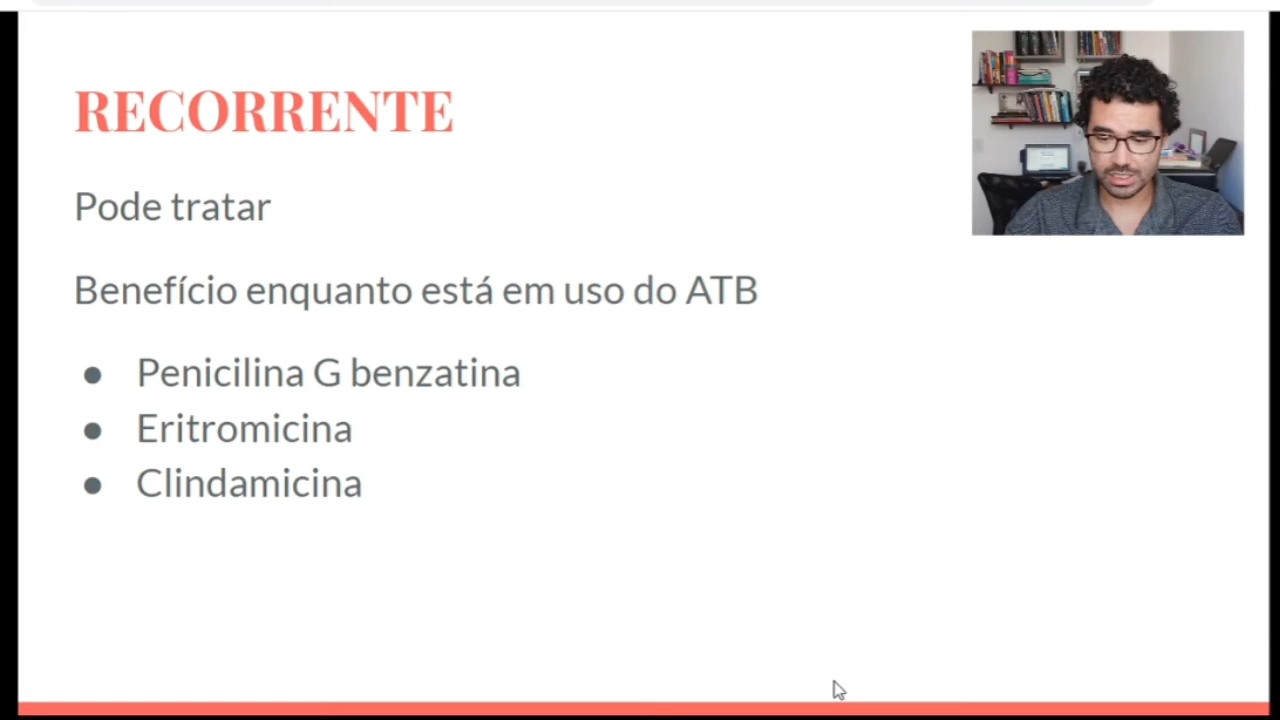 RECORRENTE
Pode tratar
Benefício enquanto está em uso do ATB
● Penicilina G benzatina
● Eritromicina
● Clindamicina